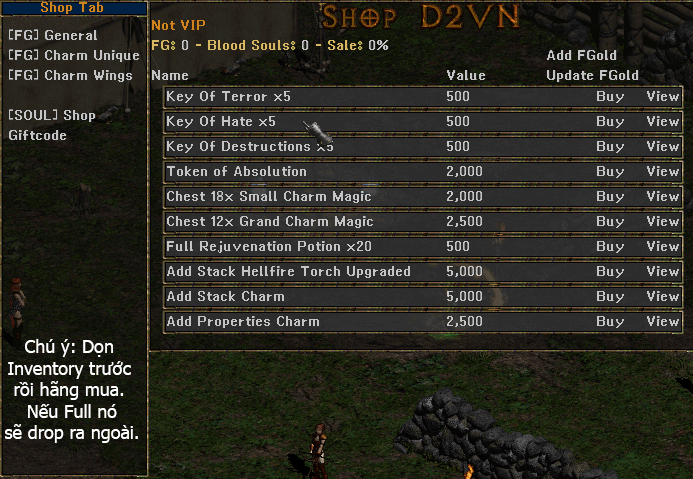 Shop Tab
[FG] General
[FG] Charm Unique
[FG] Charm Wings
[SOUL] Shop
Giftcode
Chú ý: Dọn
Inventory trước
rồi hãng mua.
Nếu Full nó
sẽ drop ra ngoài.
Shop D2VN
Not VIP
FG: 0 - Blood Souls: 0 - Sale: 0%
Add FGold
Name Value Update FGold
Key Of Terror x5 500 Buy View
Key Of Hate x5 500 Buy View
Key Of Destructions x5 500 Buy View
Token of Absolution 2,000 Buy View
Chest 18x Small Charm Magic 2,000 Buy View
Chest 12x Grand Charm Magic 2,500 Buy View
Full Rejuvenation Potion x20 500 Buy View
Add Stack Hellfire Torch Upgraded 5,000 Buy View
Add Stack Charm 5,000 Buy View
Add Properties Charm 2,500 Buy View